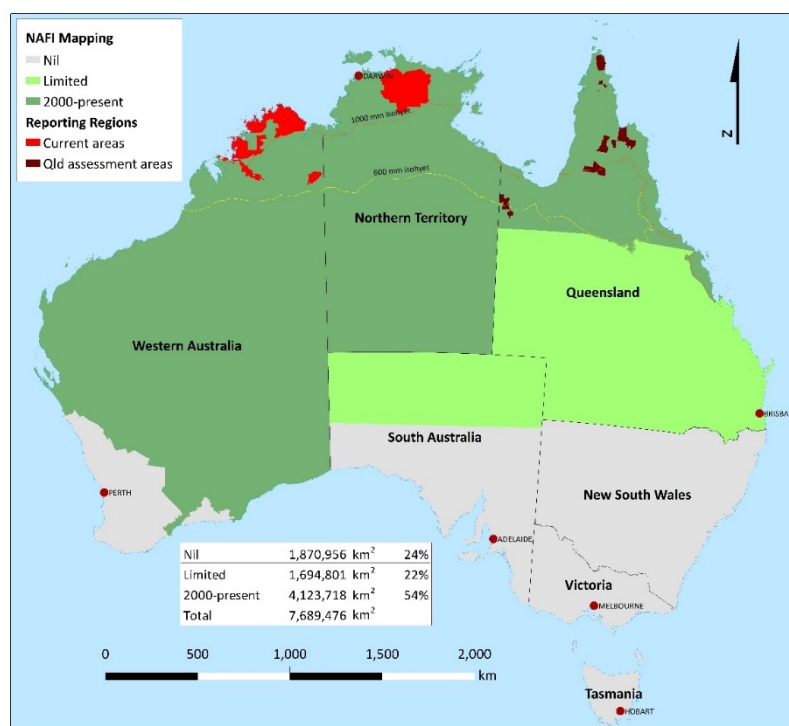 NAFI Mapping
Nil
Limited
2000-present
Reporting Regions
Current areas
Qld assessment areas
DARWIN
N
1000 mm isohyet
600 mm isohyet
Northern Territory
Queensland
Western Australia
BRISBA
South Australia
New South Wales
PERTH
ADELAIDE
Nil 1,870,956 km² 24%
Limited 1,694,801 km² 22%
2000-present 4,123,718 km² 54%
Total 7,689,476 km²
Victoria
MELBOURNE
0 500 1,000 1,500 2,000
km
Tasmania
HOBART